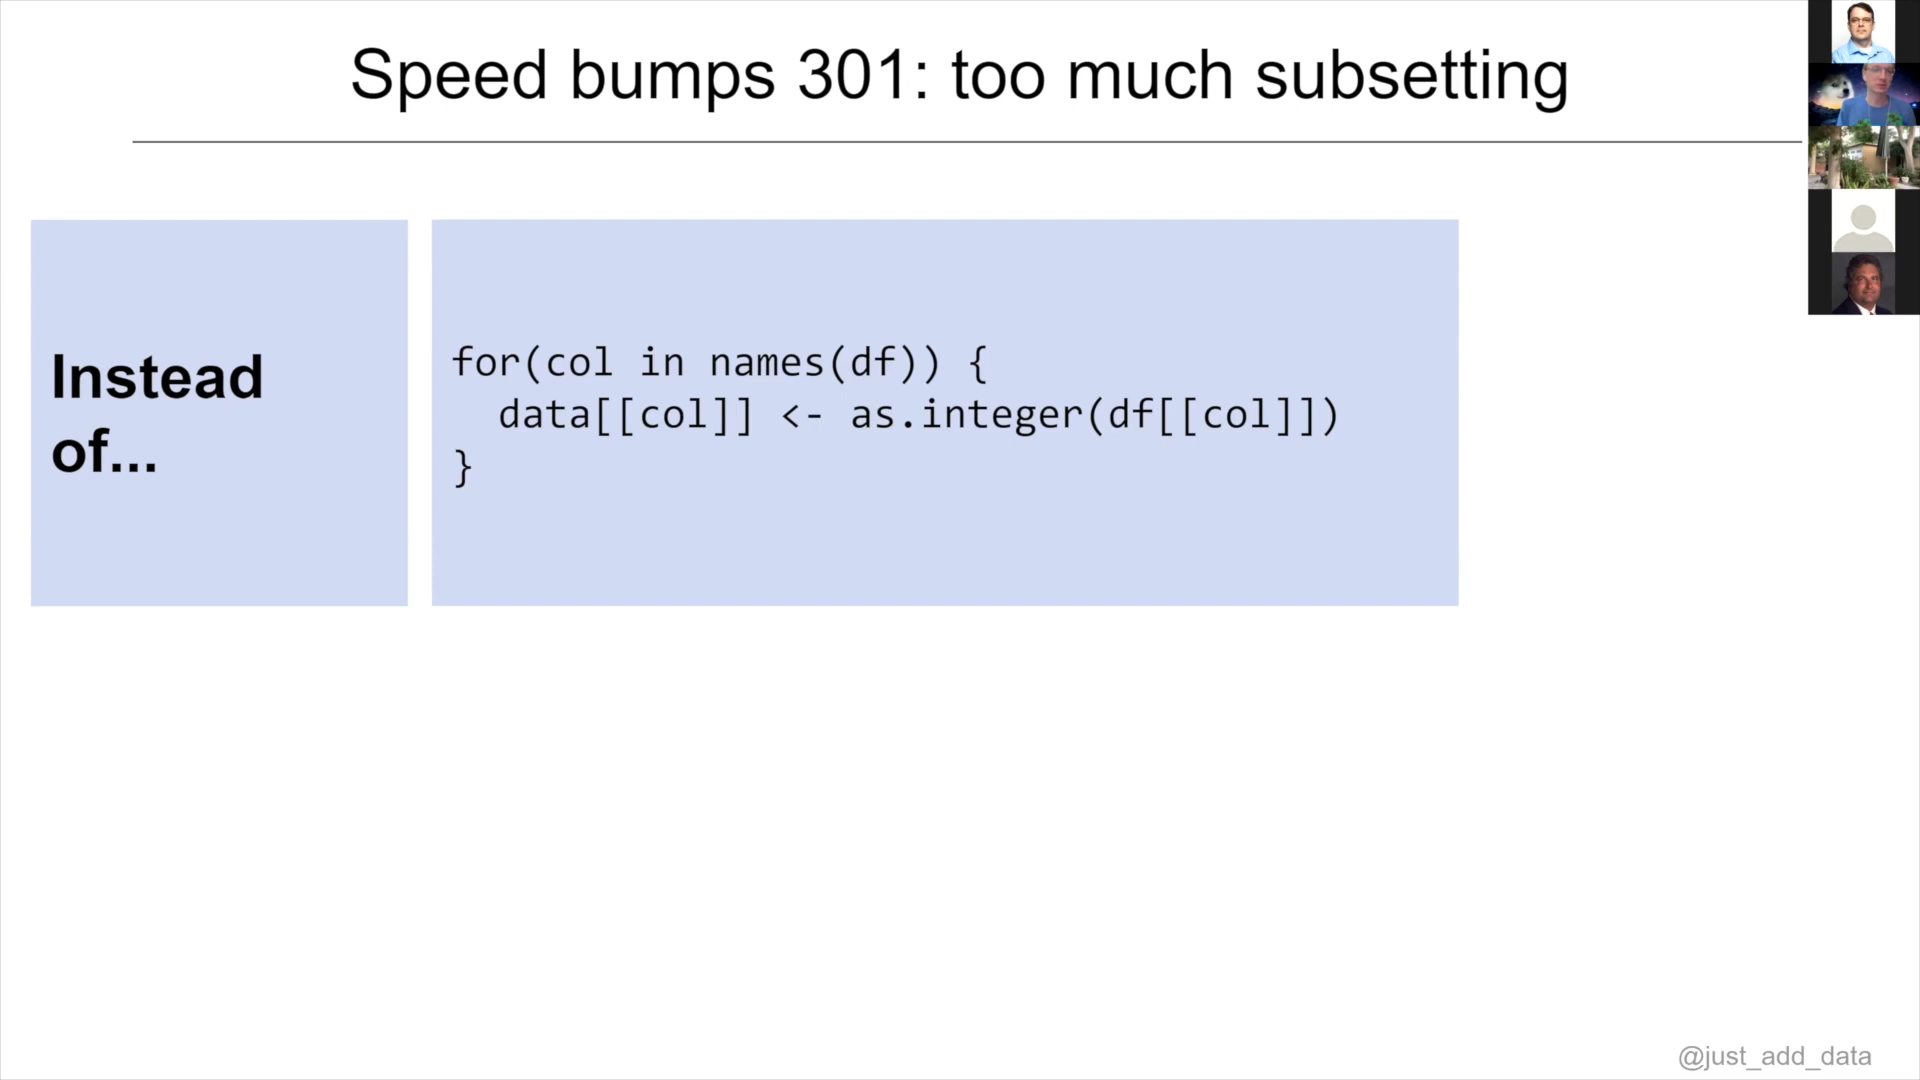 Speed bumps 301: too much subsetting
Instead
of...
for(col in names(df)) {
  data[[col]] <- as.integer(df[[col]])
}
@just_add_data